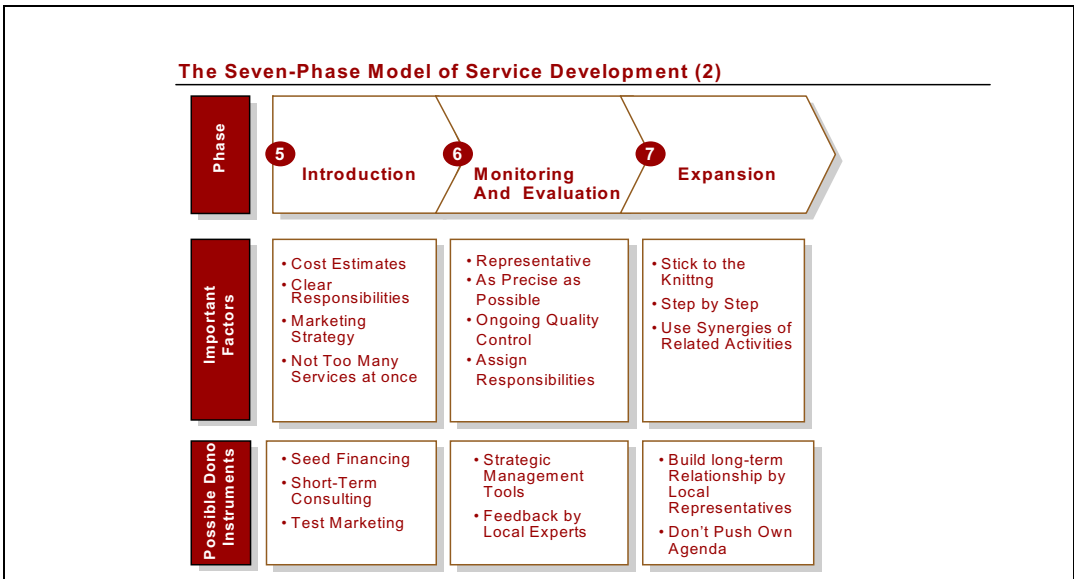 The Seven-Phase Model of Service Development (2)
Phase
5
Introduction
6
Monitoring
And Evaluation
7
Expansion
Important
Factors
• Cost Estimates
• Clear
Responsibilities
• Marketing
Strategy
• Not Too Many
Services at once
• Representative
• As Precise as
Possible
• Ongoing Quality
Control
• Assign
Responsibilities
• Stick to the
Knittng
• Step by Step
• Use Synergies of
Related Activities
Possible Dono
Instruments
• Seed Financing
• Short-Term
Consulting
• Test Marketing
• Strategic
Management
Tools
• Feedback by
Local Experts
• Build long-term
Relationship by
Local
Representatives
• Don't Push Own
Agenda